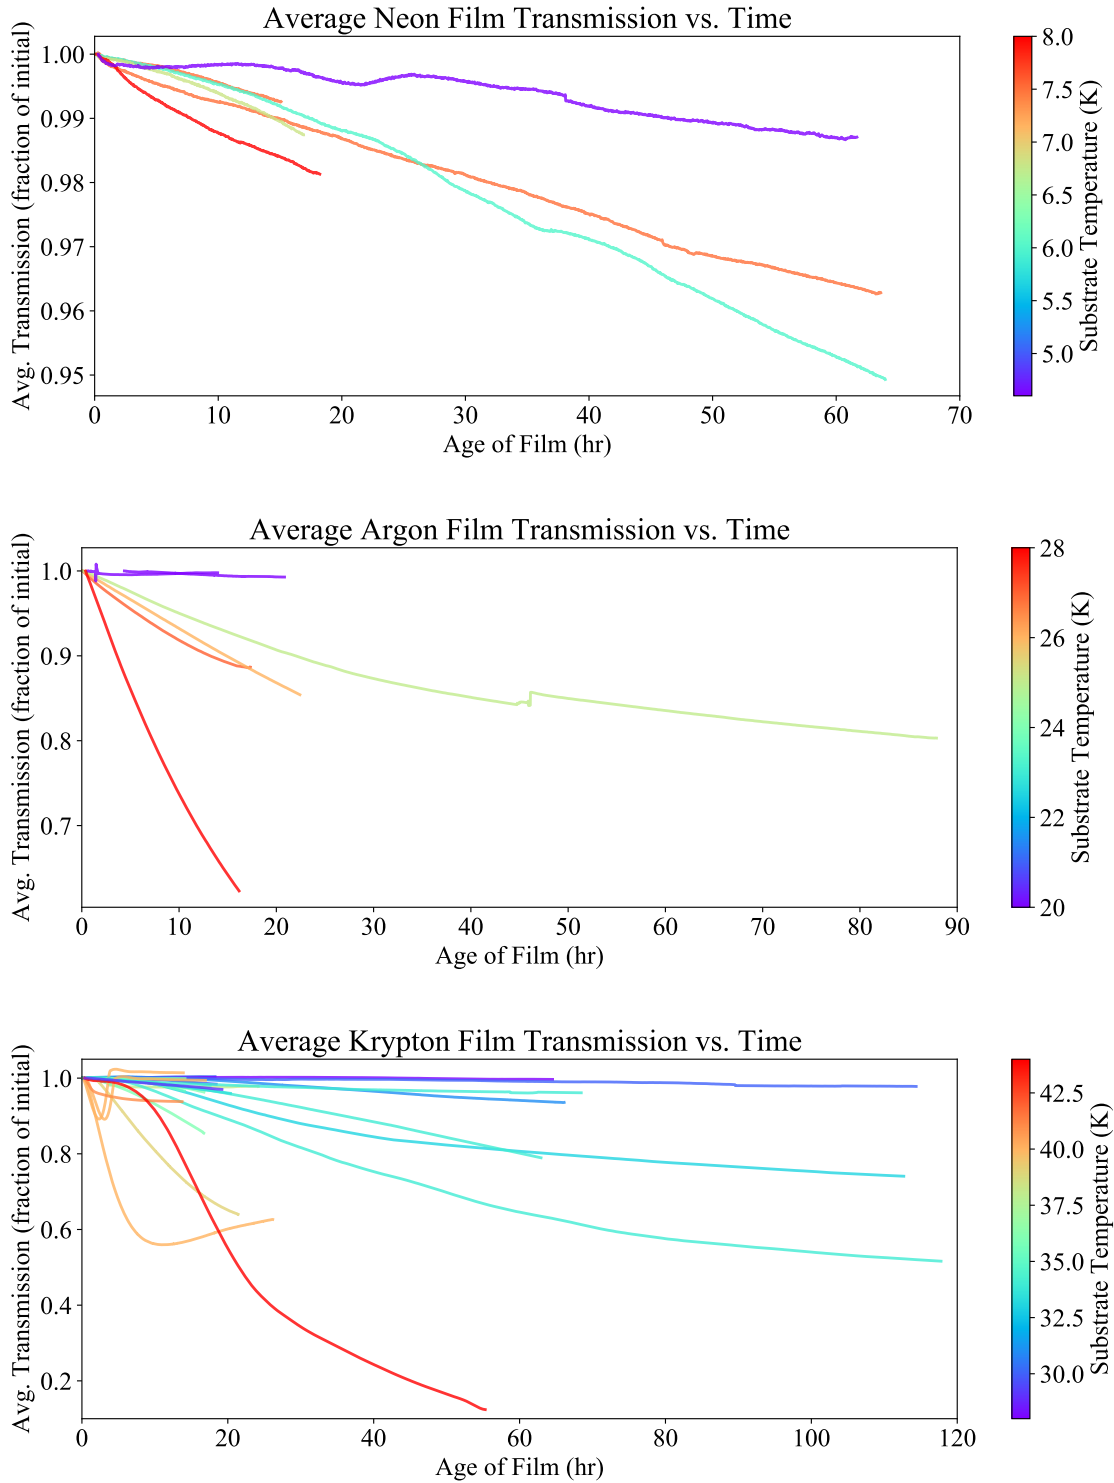 Average Neon Film Transmission vs. Time
Avg. Transmission (fraction of initial)
1.00
0.99
0.98
0.97
0.96
0.95
0 10 20 30 40 50 60 70
Age of Film (hr)
8.0
7.5
7.0
6.5
6.0
5.5
5.0
Substrate Temperature (K)
Average Argon Film Transmission vs. Time
Avg. Transmission (fraction of initial)
1.0
0.9
0.8
0.7
0 10 20 30 40 50 60 70 80 90
Age of Film (hr)
28
26
24
22
20
Substrate Temperature (K)
Average Krypton Film Transmission vs. Time
Avg. Transmission (fraction of initial)
1.0
0.8
0.6
0.4
0.2
0 20 40 60 80 100 120
Age of Film (hr)
42.5
40.0
37.5
35.0
32.5
30.0
Substrate Temperature (K)